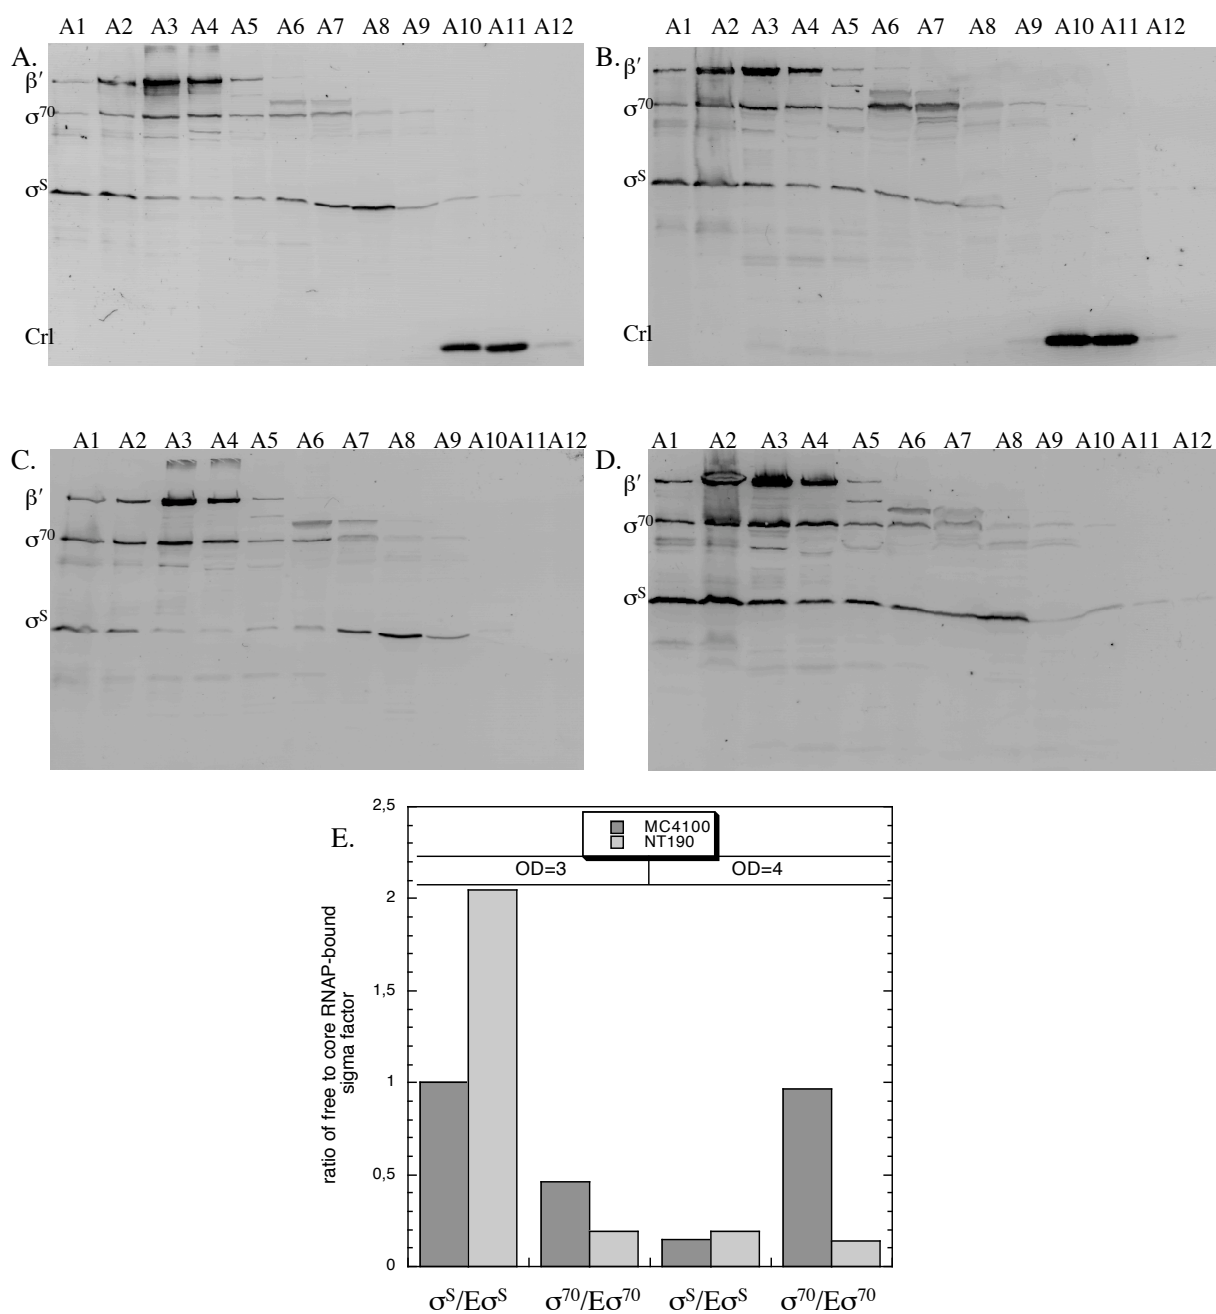 A1 A2 A3 A4 A5 A6 A7 A8 A9 A10 A11 A12
A.
β′
σ70
σS
Crl
A1 A2 A3 A4 A5 A6 A7 A8 A9 A10 A11 A12
B.
β′
σ70
σS
Crl
A1 A2 A3 A4 A5 A6 A7 A8 A9 A10 A11 A12
C.
β′
σ70
σS
A1 A2 A3 A4 A5 A6 A7 A8 A9 A10 A11 A12
D.
β′
σ70
σS
E.
MC4100
NT190
OD=3 OD=4
2,5
2
1,5
1
0,5
0
ratio of free to core RNAP-bound
sigma factor
σS/EσS σ70/Eσ70 σS/EσS σ70/Eσ70